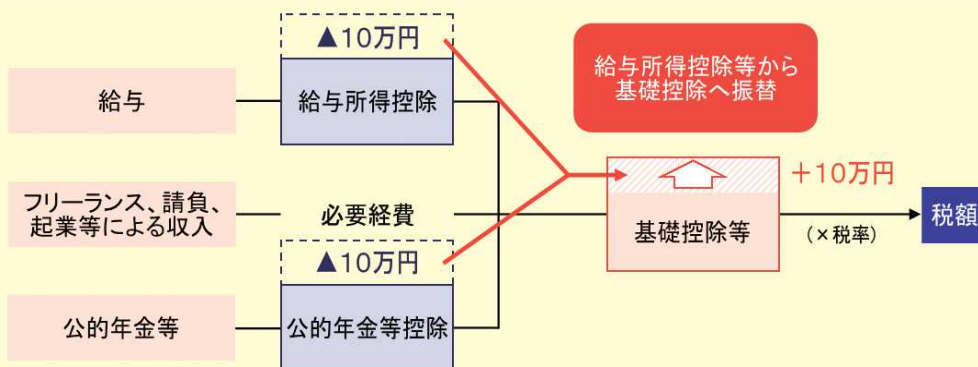 ▲10万円
給与
給与所得控除
給与所得控除等から
基礎控除へ振替
フリーランス、請負、
起業等による収入
必要経費
▲10万円
公的年金等
公的年金等控除
+10万円
基礎控除等
(×税率)
税額